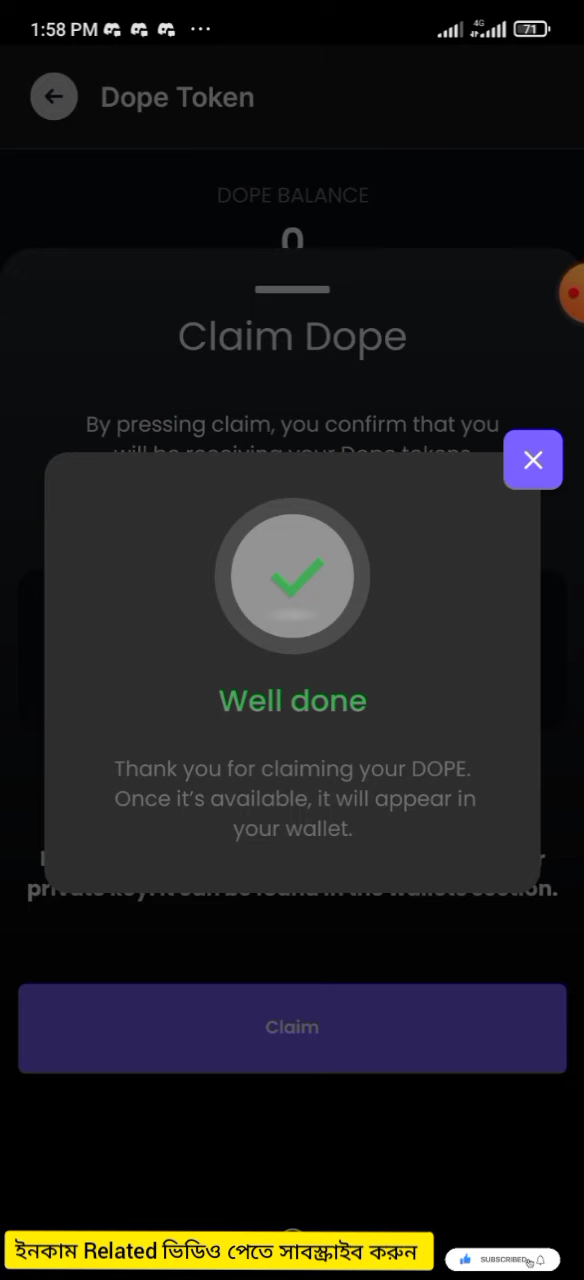 1:58 PM
4G
71
Dope Token
DOPE BALANCE
0
Claim Dope
By pressing claim, you confirm that you
will be receiving your Dope tokens
Well done
Thank you for claiming your DOPE.
Once it's available, it will appear in
your wallet.
private key. It can be found in the wallets section.
Claim
ইনকাম Related ভিডিও পেতে সাবস্ক্রাইব করুন
SUBSCRIBED